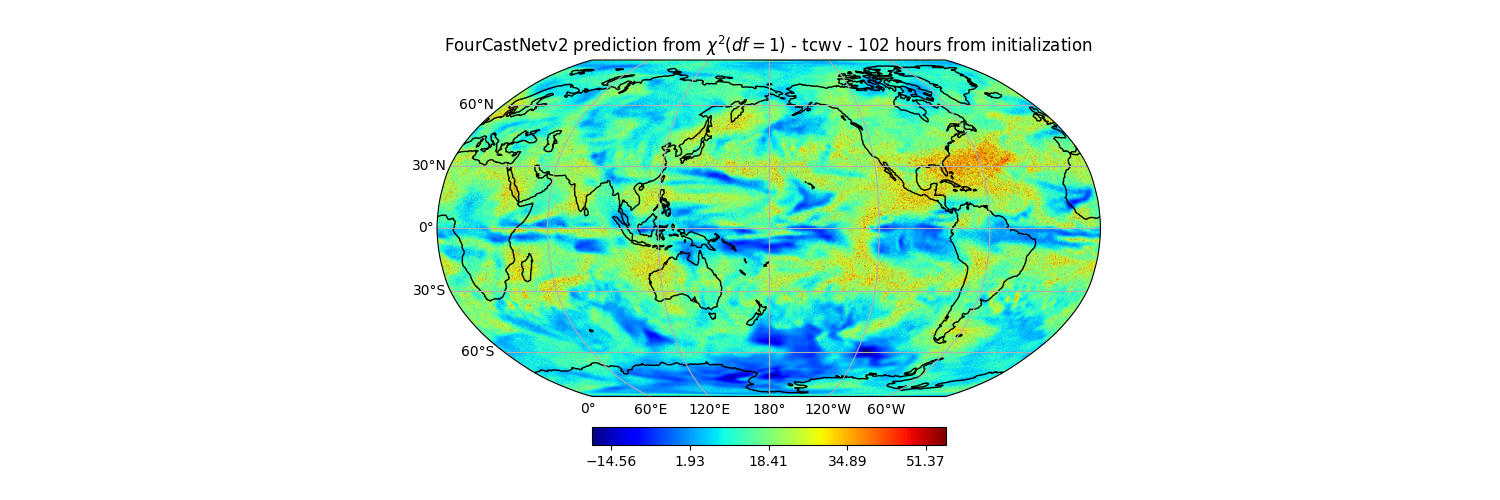 FourCastNetv2 prediction from χ²(df = 1) - tcwv - 102 hours from initialization
60°N
30°N
0°
30°S
60°S
0° 60°E 120°E 180° 120°W 60°W
−14.56 1.93 18.41 34.89 51.37